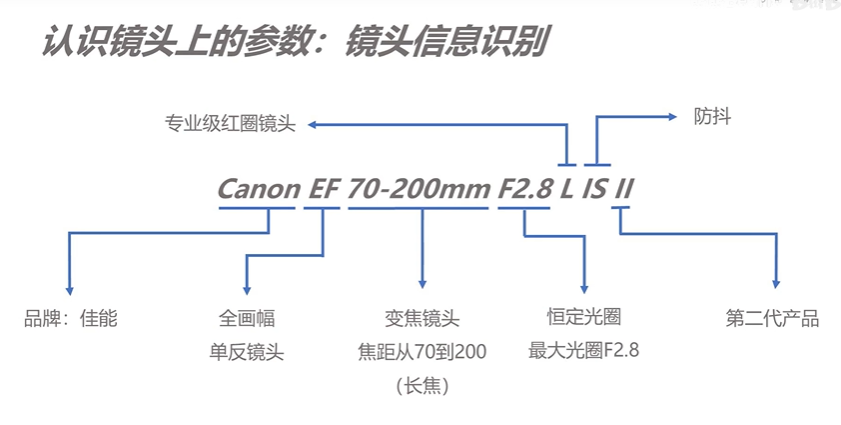 认识镜头上的参数：镜头信息识别
专业级红圈镜头
防抖
Canon EF 70-200mm F2.8 L IS II
品牌：佳能
全画幅
单反镜头
变焦镜头
焦距从70到200
（长焦）
恒定光圈
最大光圈F2.8
第二代产品